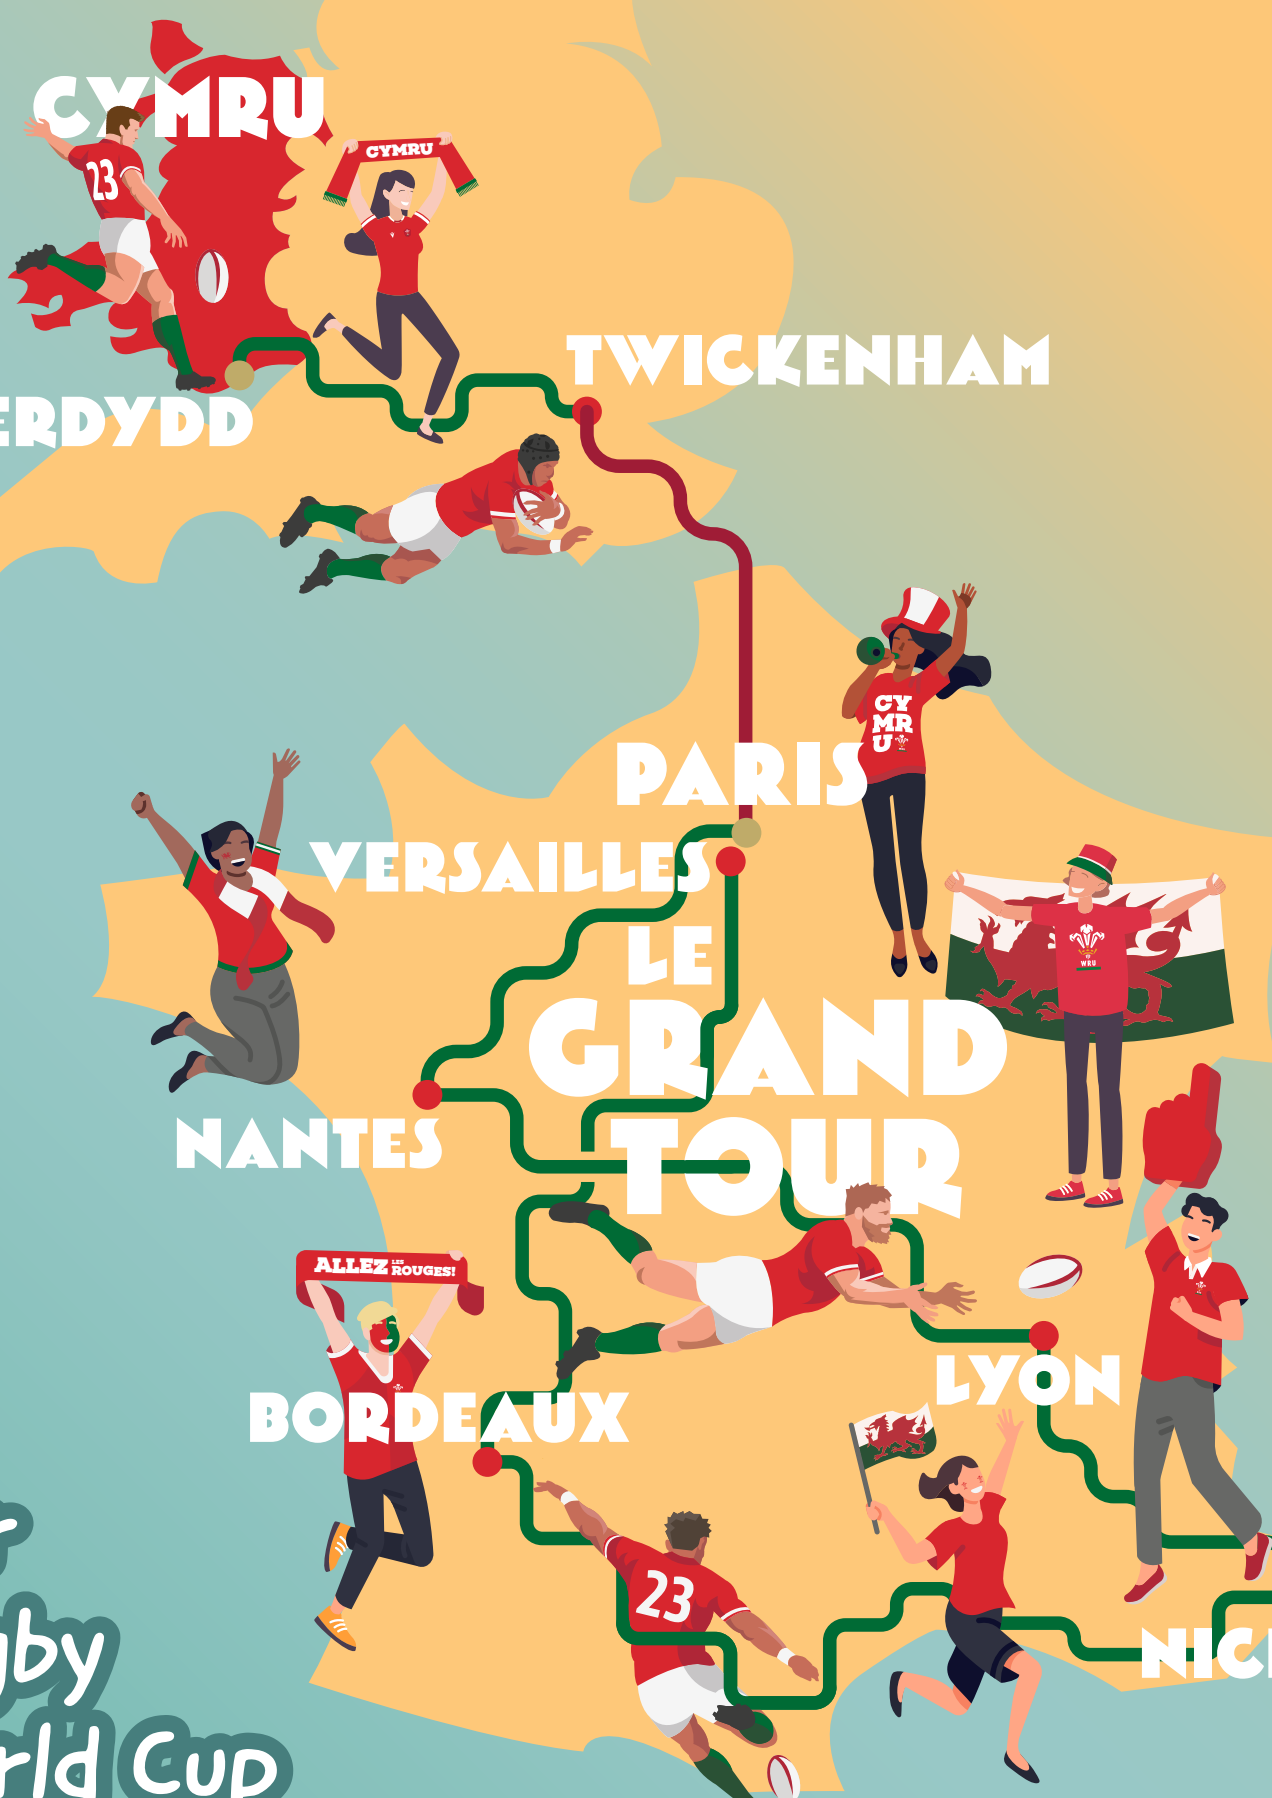 CYMRU
23
CYMRU
TWICKENHAM
ERDYDD
CY
MR
U
PARIS
VERSAILLES
LE
GRAND
TOUR
WRU
NANTES
ALLEZ LES ROUGES!
LYON
BORDEAUX
23
gby
NIC
rld Cup